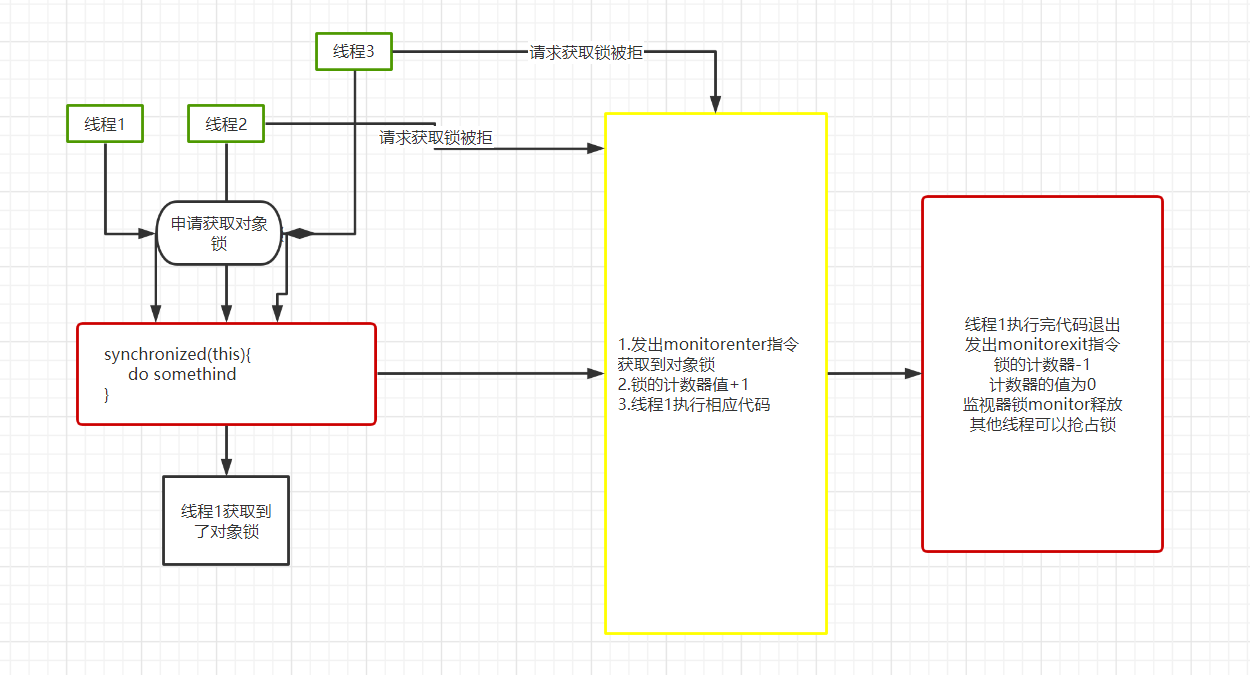 线程3
请求获取锁被拒
线程1
线程2
请求获取锁被拒
申请获取对象
锁
synchronized(this){
do somethind
}
线程1获取到
了对象锁
1.发出monitorenter指令
获取到对象锁
2.锁的计数器值+1
3.线程1执行相应代码
线程1执行完代码退出
发出monitorexit指令
锁的计数器-1
计数器的值为0
监视器锁monitor释放
其他线程可以抢占锁